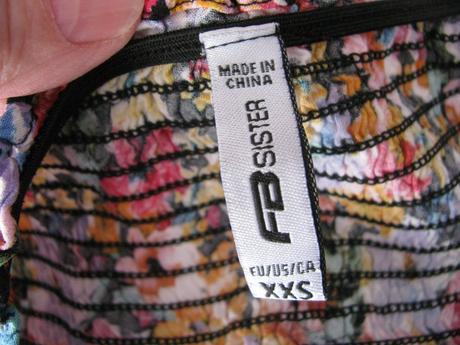 MADE IN
CHINA
FB SISTER
EU/US/CA
XXS